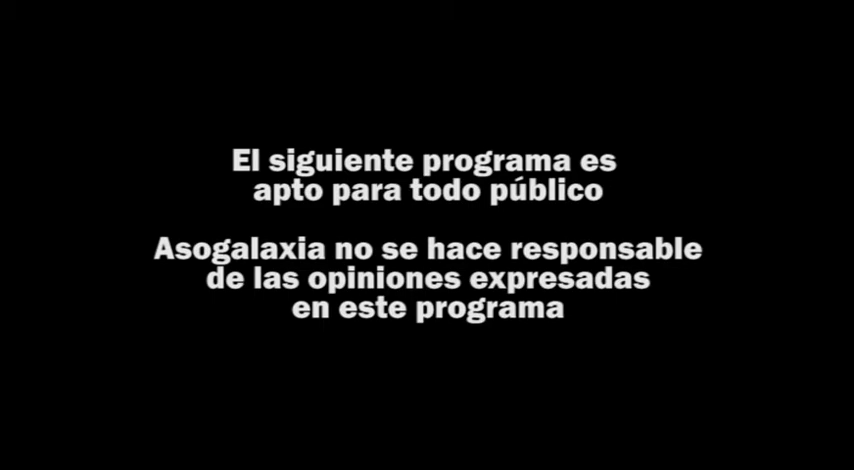 El siguiente programa es
apto para todo público
Asogalaxia no se hace responsable
de las opiniones expresadas
en este programa